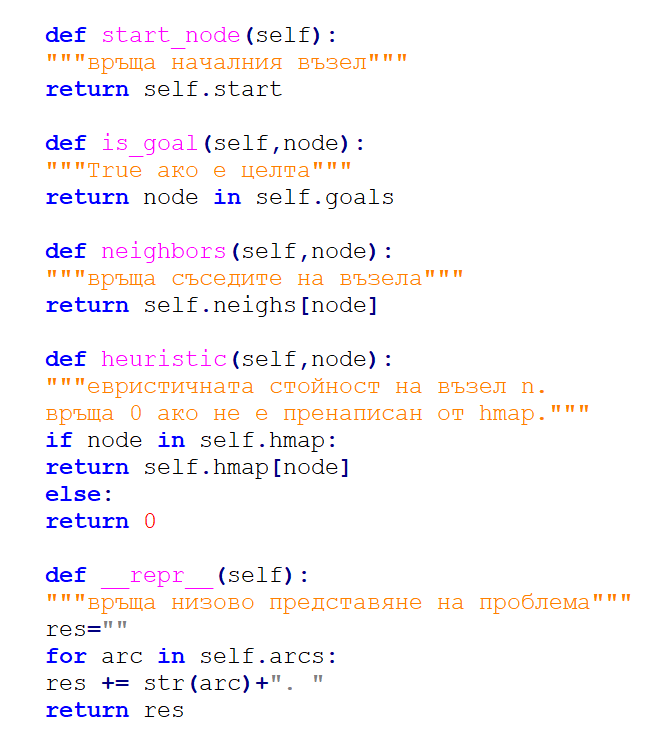 def start_node(self):
"""връща началния възел"""
return self.start
def is_goal(self,node):
"""True ако е целта"""
return node in self.goals
def neighbors(self,node):
"""връща съседите на възела"""
return self.neighs[node]
def heuristic(self,node):
"""евристичната стойност на възел n.
връща 0 ако не е пренаписан от hmap."""
if node in self.hmap:
return self.hmap[node]
else:
return 0
def __repr__(self):
"""връща низово представяне на проблема"""
res=""
for arc in self.arcs:
res += str(arc)+". "
return res